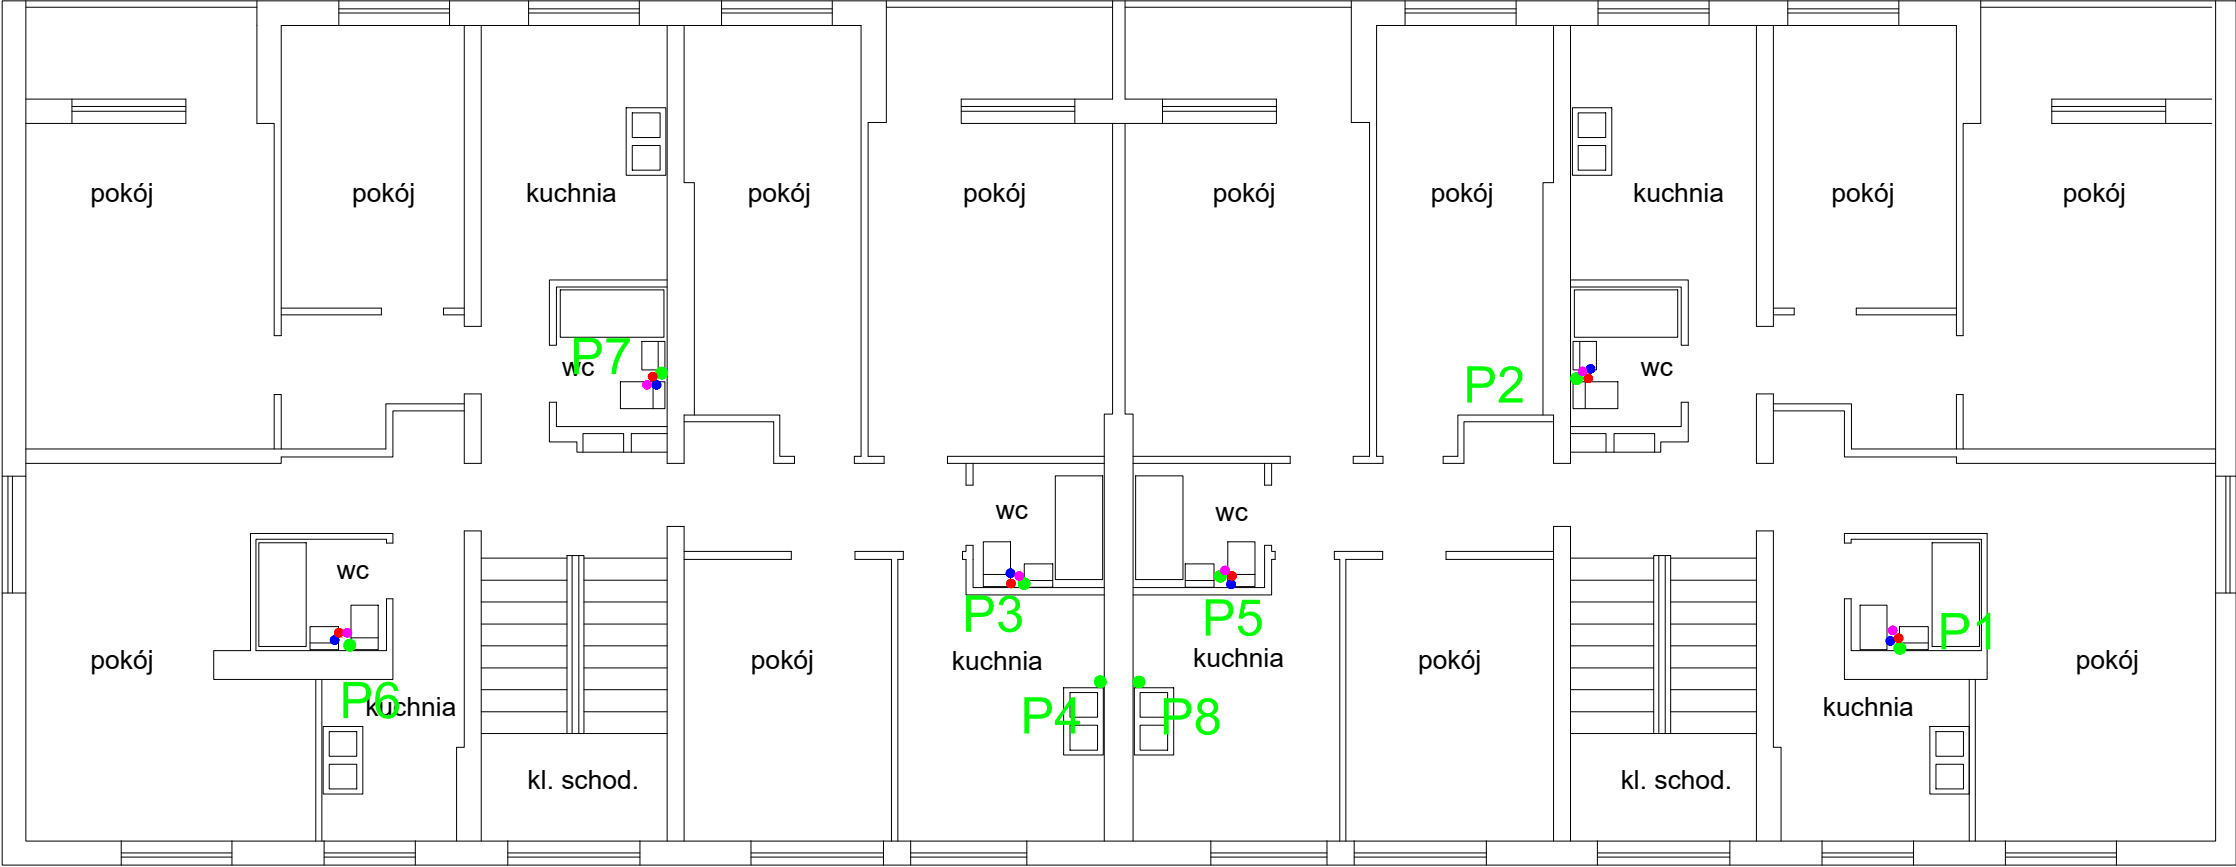 pokój
pokój
kuchnia
pokój
pokój
pokój
pokój
kuchnia
pokój
pokój
P7
wc
P2
wc
wc
wc
wc
P3
P5
P1
pokój
pokój
kuchnia
kuchnia
pokój
pokój
P6
kuchnia
P4
P8
kuchnia
kl. schod.
kl. schod.